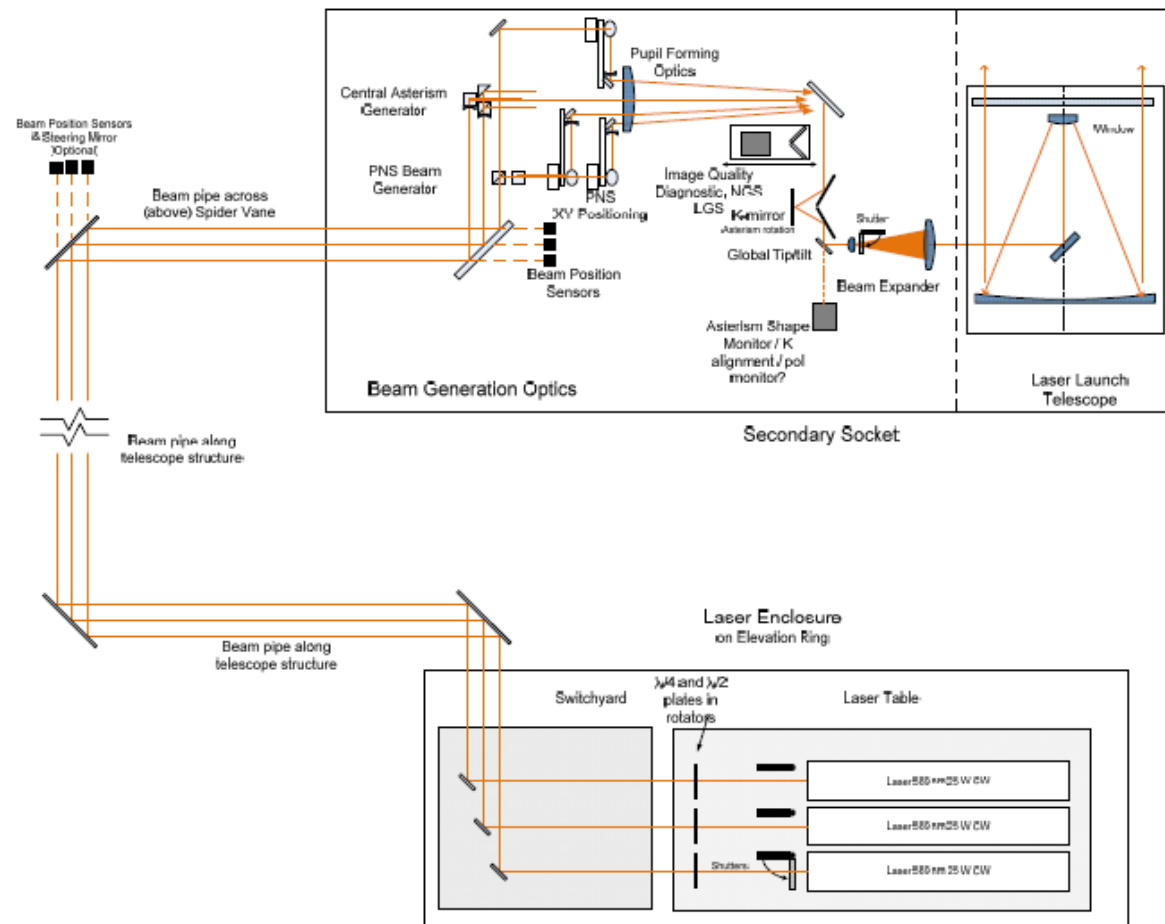 Pupil Forming
Optics
Central Asterism
Generator
Beam Position Sensors
& Steering Mirror
(Optional)
Window
PNS Beam
Generator
Image Quality
Diagnostic, NGS
LGS
PNS
XY Positioning
Beam pipe across
(above) Spider Vane
K-mirror
Asterism rotation
Shutter
Global Tip/tilt
Beam Position
Sensors
Beam Expander
Asterism Shape
Monitor / K
alignment / pol
monitor?
Beam Generation Optics
Laser Launch
Telescope
Secondary Socket
Beam pipe along
telescope structure
Laser Enclosure
on Elevation Ring
Beam pipe along
telescope structure
Switchyard
λ/4 and λ/2
plates in
rotators
Laser Table
Laser 589 nm 25 W CW
Laser 589 nm 25 W CW
Shutters
Laser 589 nm 25 W CW